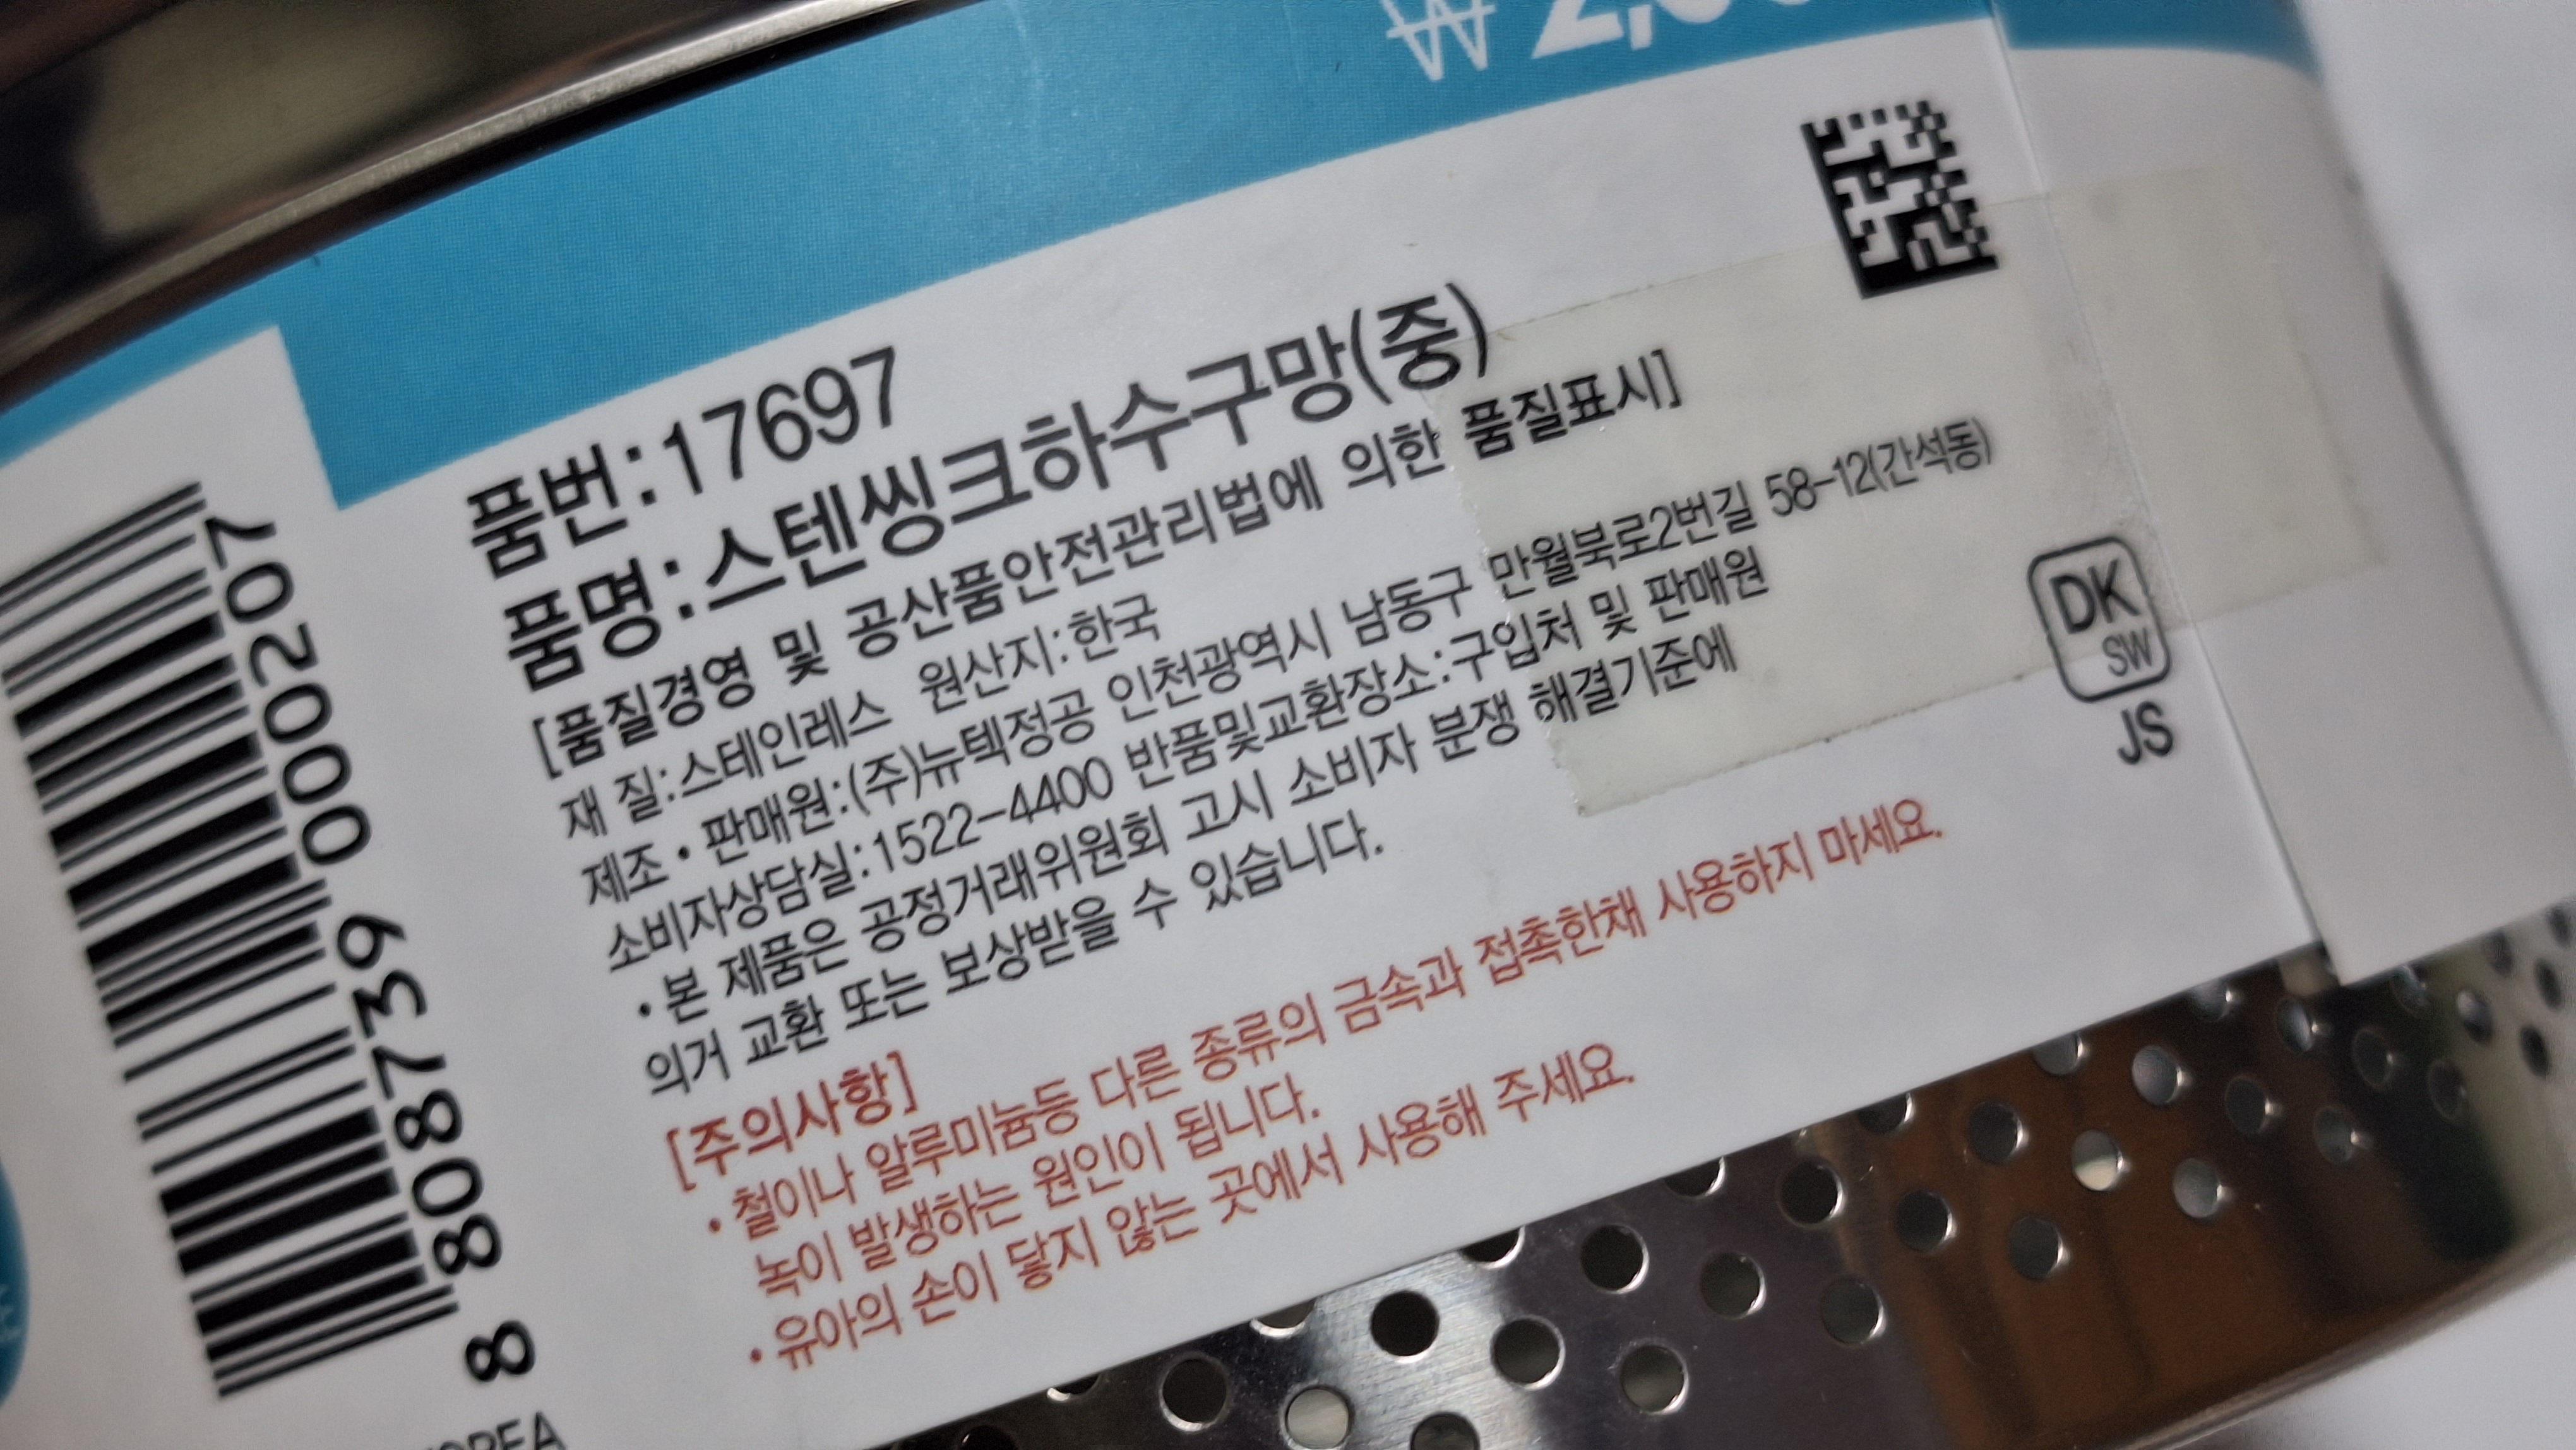 ₩2,0
품번:17697
품명:스텐씽크하수구망(중)
[품질경영 및 공산품안전관리법에 의한 품질표시]
재 질:스테인레스 원산지:한국
제조·판매원:(주)뉴텍정공 인천광역시 남동구 만월북로2번길 58-12(간석동)
소비자상담실:1522-4400 반품및교환장소:구입처 및 판매원
·본 제품은 공정거래위원회 고시 소비자 분쟁 해결기준에
의거 교환 또는 보상받을 수 있습니다.
[주의사항]
·철이나 알루미늄등 다른 종류의 금속과 접촉한채 사용하지 마세요.
녹이 발생하는 원인이 됩니다.
·유아의 손이 닿지 않는 곳에서 사용해 주세요.
DK
SW
JS
8 808739 000207